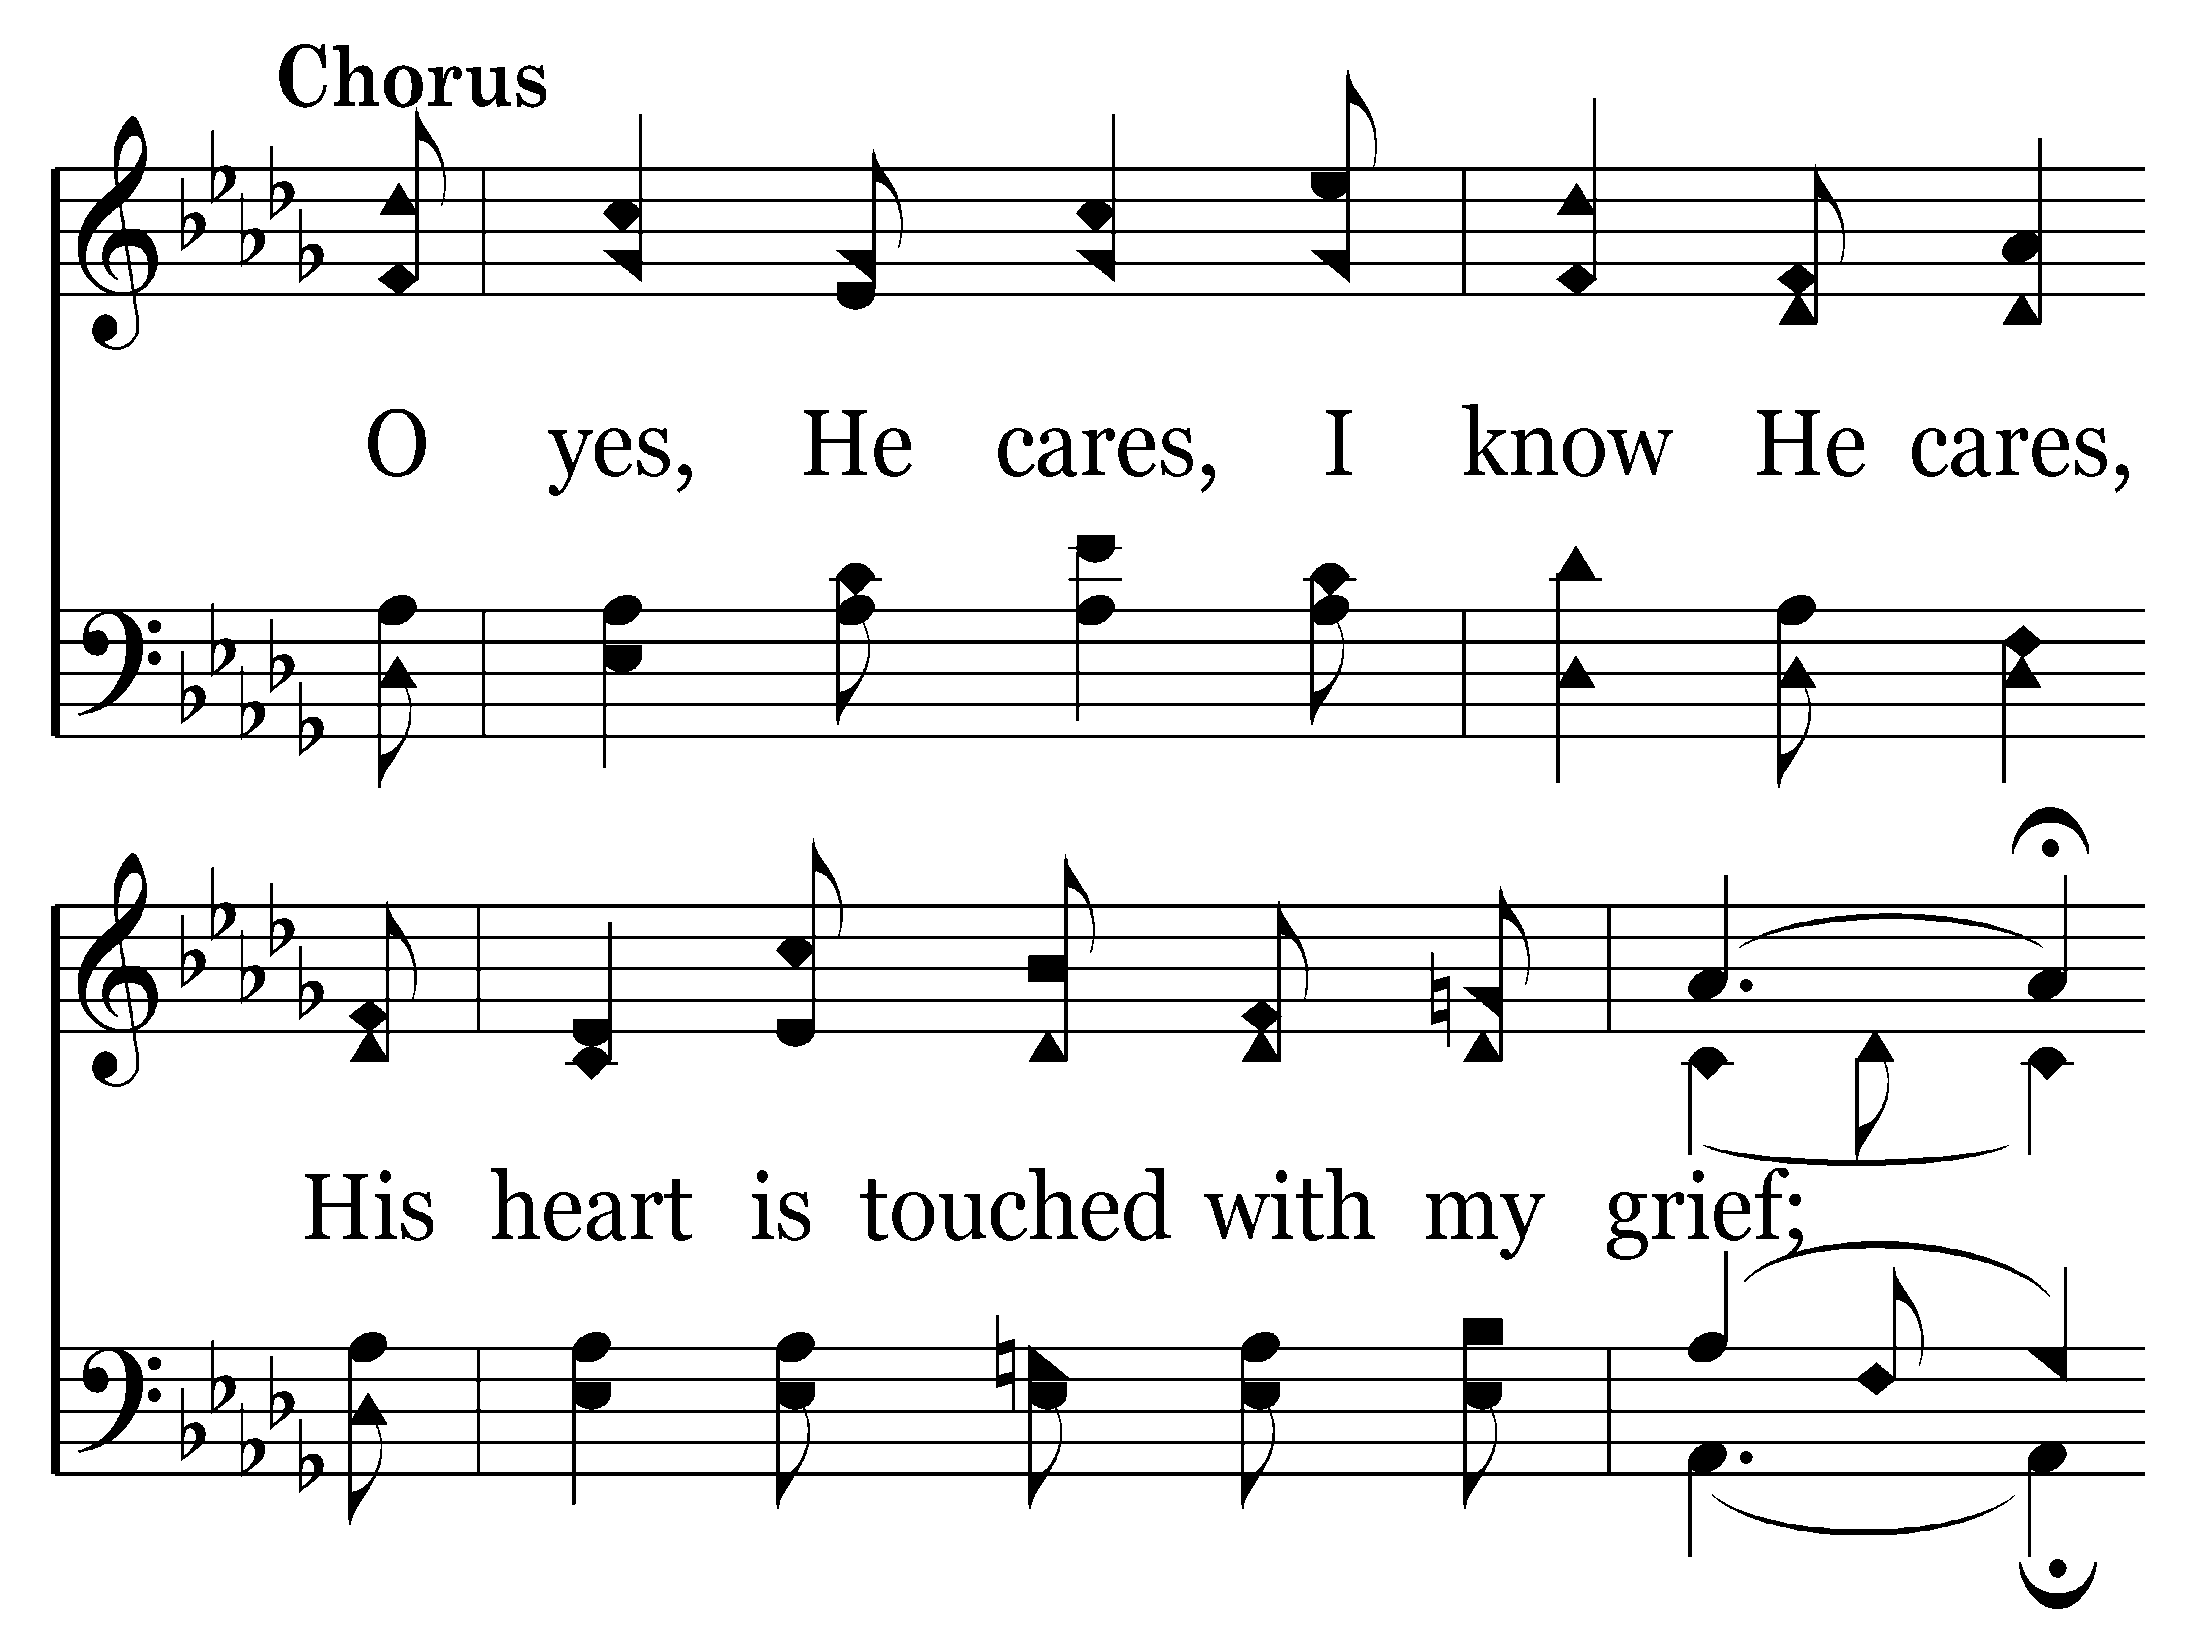 Chorus
O yes, He cares, I know He cares,
His heart is touched with my grief;